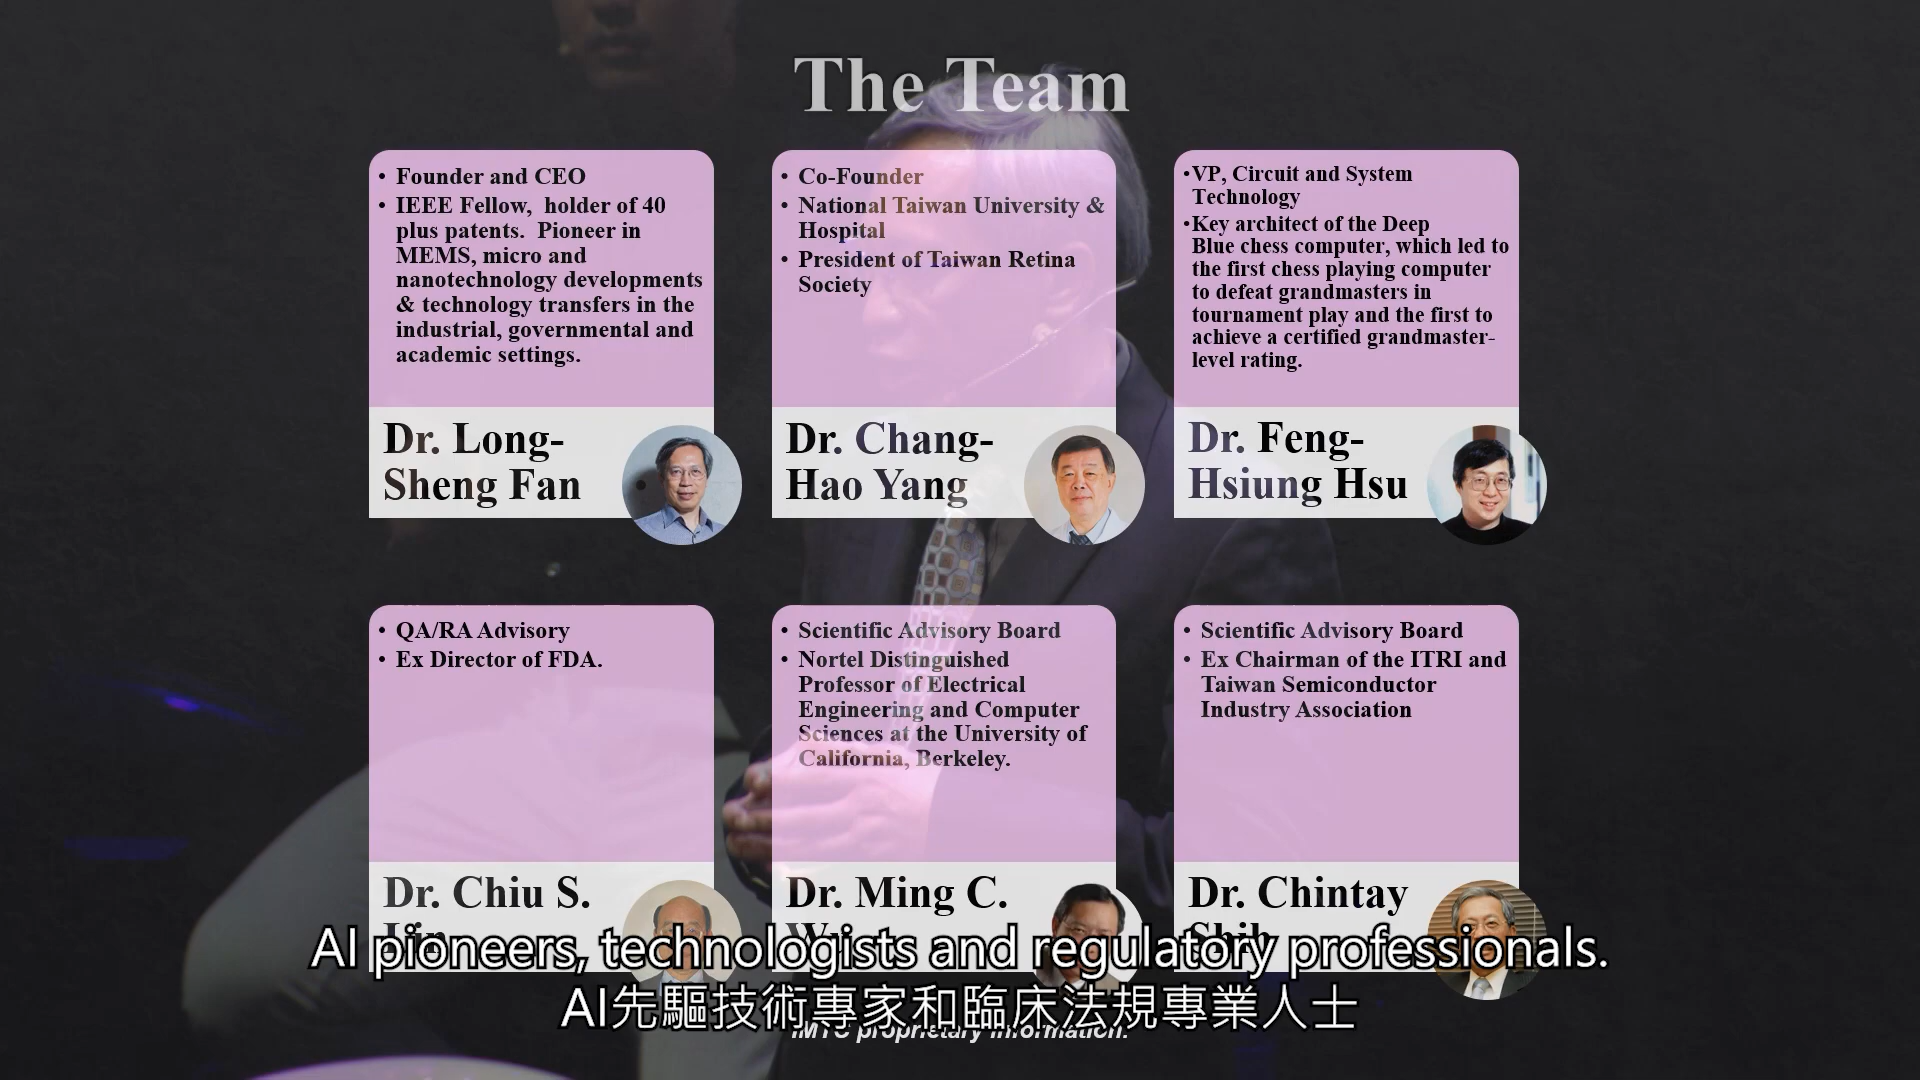 The Team
• Founder and CEO
• IEEE Fellow, holder of 40
plus patents. Pioneer in
MEMS, micro and
nanotechnology developments
& technology transfers in the
industrial, governmental and
academic settings.
Dr. Long-
Sheng Fan
• Co-Founder
• National Taiwan University &
Hospital
• President of Taiwan Retina
Society
Dr. Chang-
Hao Yang
•VP, Circuit and System
Technology
•Key architect of the Deep
Blue chess computer, which led to
the first chess playing computer
to defeat grandmasters in
tournament play and the first to
achieve a certified grandmaster-
level rating.
Dr. Feng-
Hsiung Hsu
• QA/RA Advisory
• Ex Director of FDA.
Dr. Chiu S.
Lin
• Scientific Advisory Board
• Nortel Distinguished
Professor of Electrical
Engineering and Computer
Sciences at the University of
California, Berkeley.
Dr. Ming C.
Wu
• Scientific Advisory Board
• Ex Chairman of the ITRI and
Taiwan Semiconductor
Industry Association
Dr. Chintay
Shih
AI pioneers, technologists and regulatory professionals.
AI先驅技術專家和臨床法規專業人士
IMTC proprietary information.